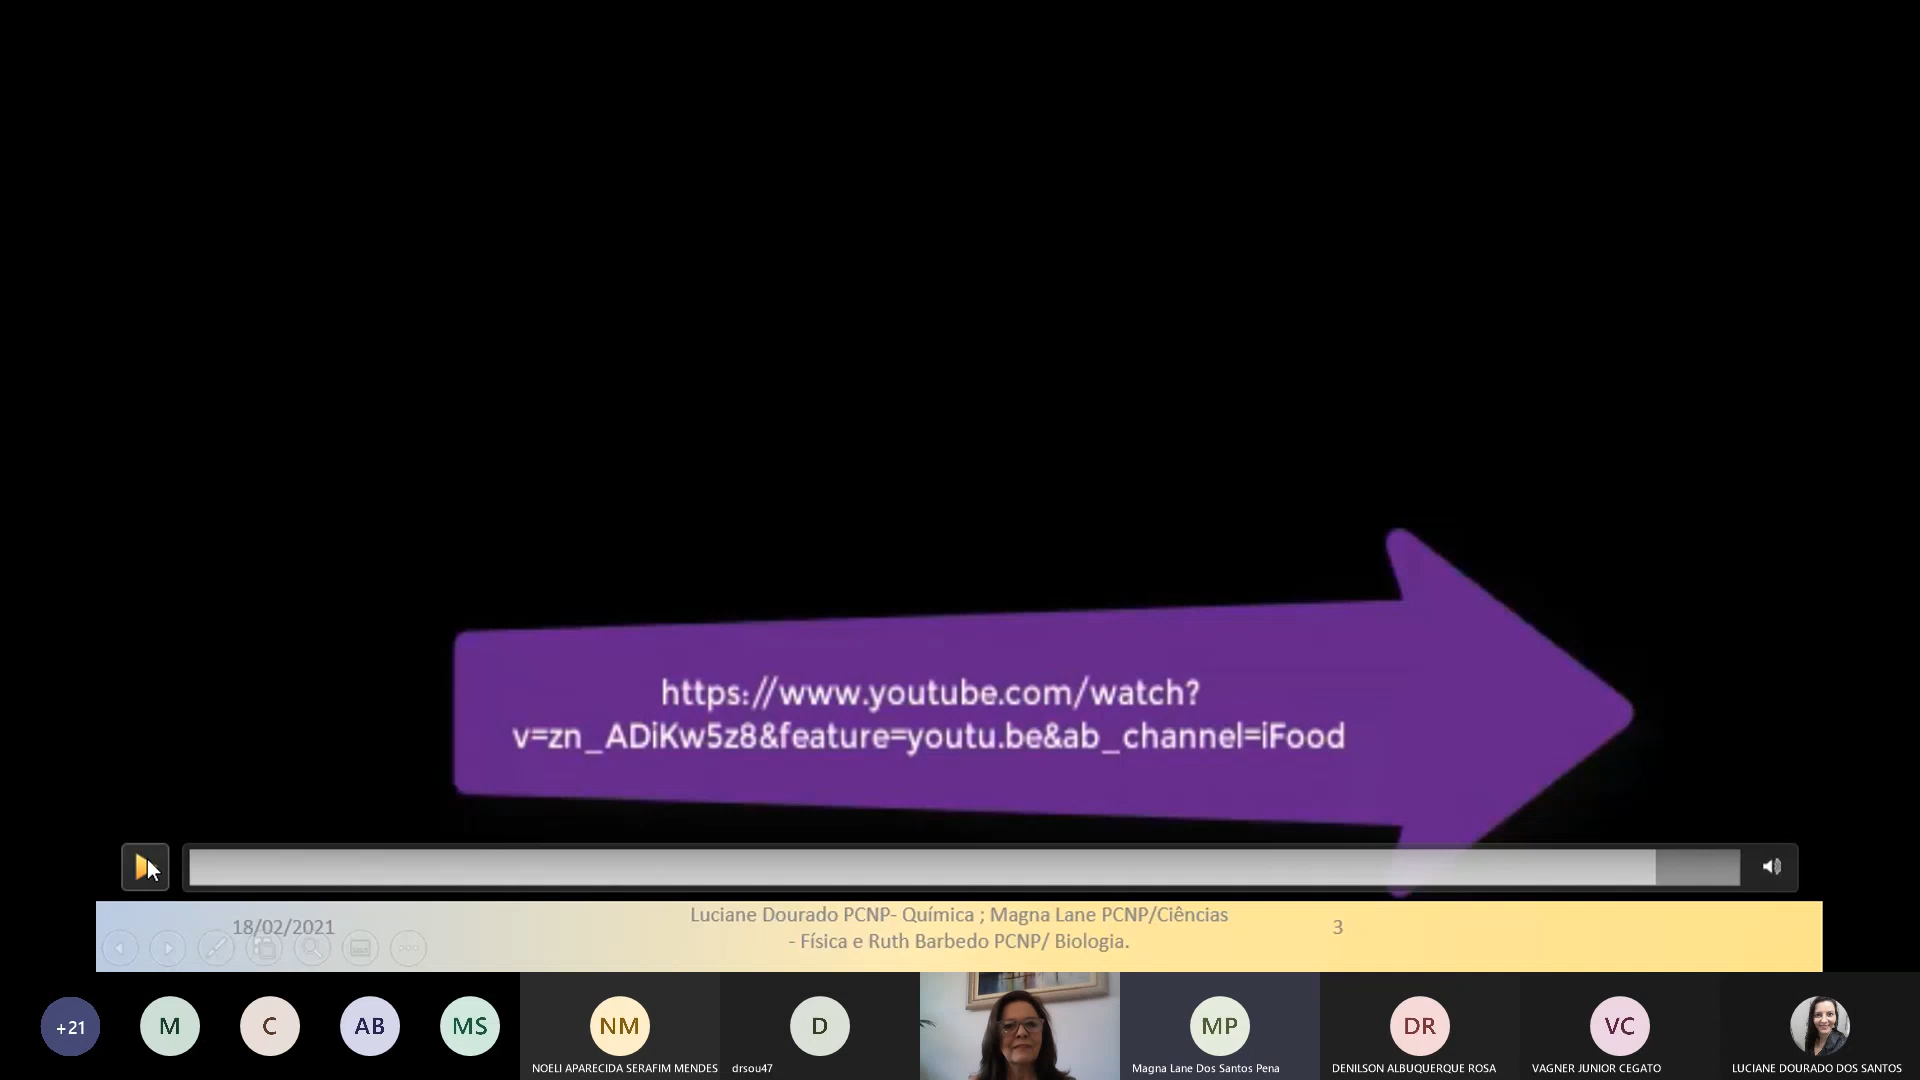 https://www.youtube.com/watch?
v=zn_ADiKw5z8&feature=youtu.be&ab_channel=iFood
18/02/2021
Luciane Dourado PCNP- Química ; Magna Lane PCNP/Ciências
- Física e Ruth Barbedo PCNP/ Biologia.
3
+21
M
C
AB
MS
NM
D
MP
DR
VC
NOELI APARECIDA SERAFIM MENDES
drsou47
Magna Lane Dos Santos Pena
DENILSON ALBUQUERQUE ROSA
VAGNER JUNIOR CEGATO
LUCIANE DOURADO DOS SANTOS